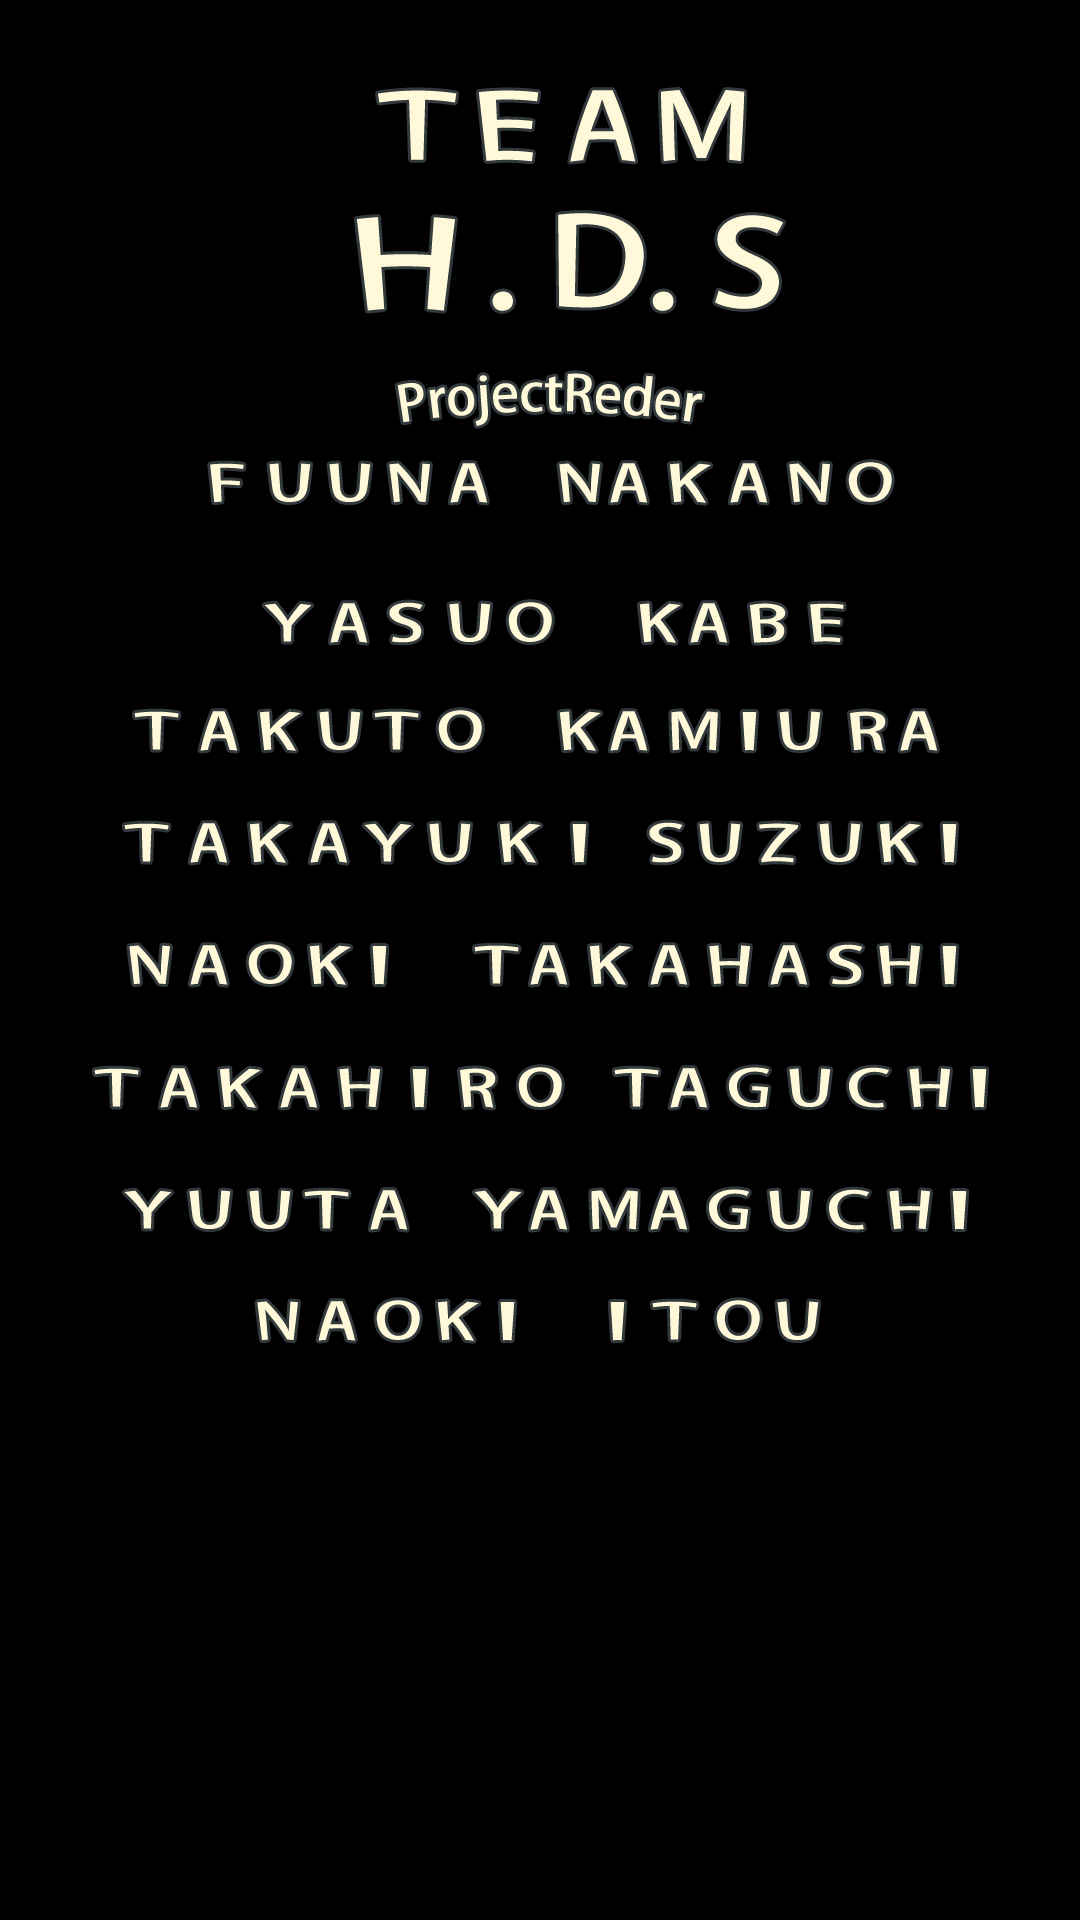 TEAM
H.D.S
ProjectReder
FUUNA NAKANO
YASUO KABE
TAKUTO KAMIURA
TAKAYUKI SUZUKI
NAOKI TAKAHASHI
TAKAHIRO TAGUCHI
YUUTA YAMAGUCHI
NAOKI ITOU